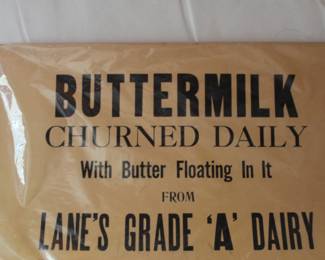 BUTTERMILK
CHURNED DAILY
With Butter Floating In It
FROM
LANE'S GRADE 'A' DAIRY